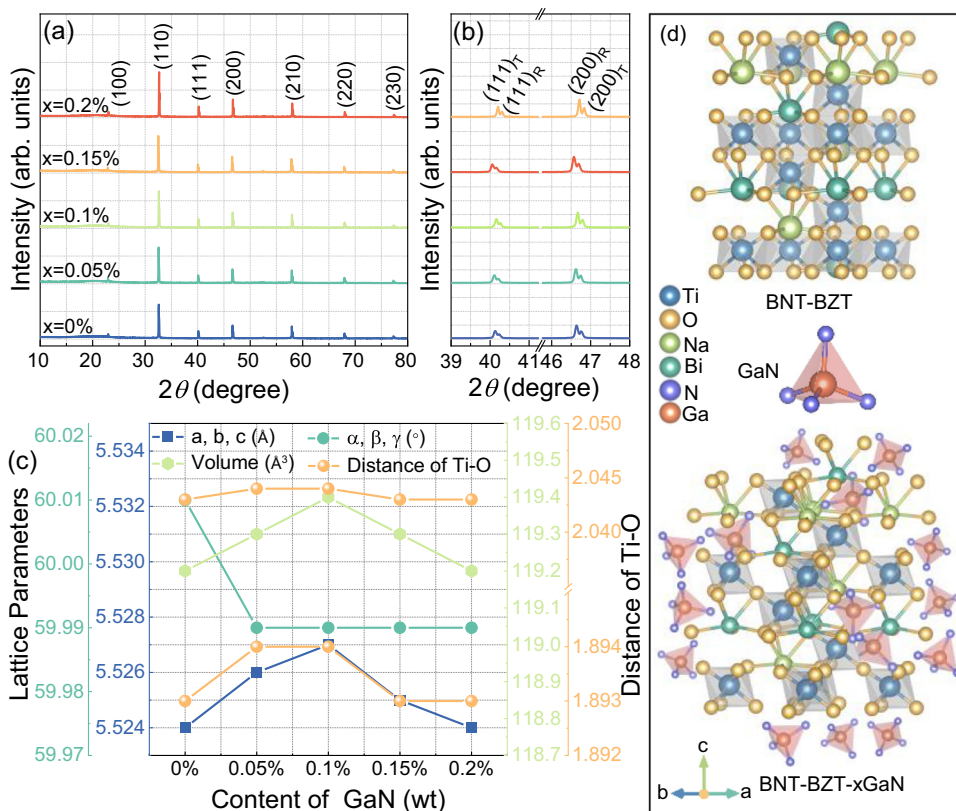 (a)
Intensity (arb. units)
(100)
(110)
(111)
(200)
(210)
(220)
(230)
x=0.2%
x=0.15%
x=0.1%
x=0.05%
x=0%
10 20 30 40 50 60 70 80
2θ (degree)
(b)
Intensity (arb. units)
(111)T
(111)R
(200)R
(200)T
39 40 41 46 47 48
2θ (degree)
(c)
Lattice Parameters
60.02
60.01
60.00
59.99
59.98
59.97
5.534
5.532
5.530
5.528
5.526
5.524
a, b, c (Å)
α, β, γ (°)
Volume (Å³)
Distance of Ti-O
119.6
119.5
119.4
119.3
119.2
119.1
119.0
118.9
118.8
118.7
2.050
2.045
2.040
1.894
1.893
1.892
Distance of Ti-O
0% 0.05% 0.1% 0.15% 0.2%
Content of GaN (wt)
(d)
BNT-BZT
Ti
O
Na
Bi
N
Ga
GaN
c
b
a
BNT-BZT-xGaN